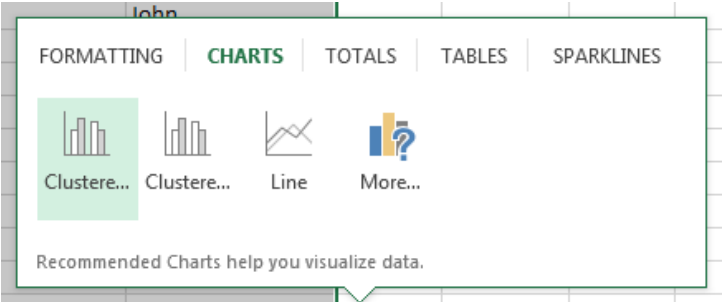 John
FORMATTING CHARTS TOTALS TABLES SPARKLINES
Clustere... Clustere... Line More...
Recommended Charts help you visualize data.